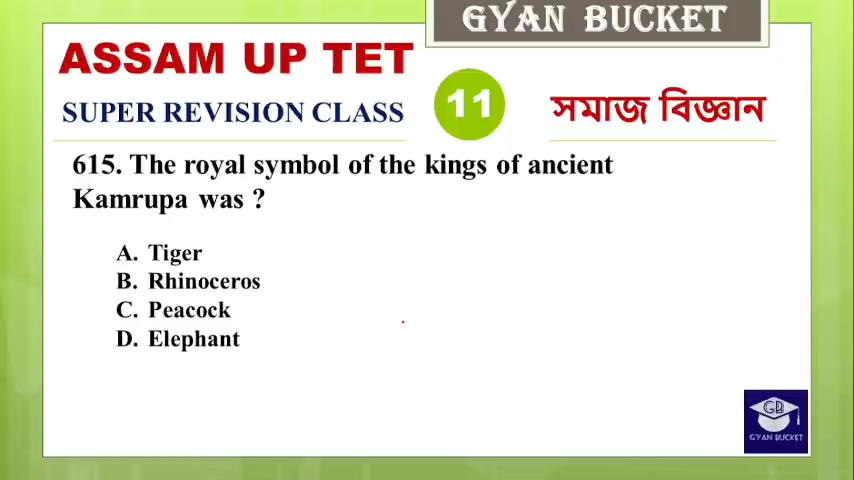 GYAN BUCKET
ASSAM UP TET
SUPER REVISION CLASS
11
সমাজ বিজ্ঞান
615. The royal symbol of the kings of ancient
Kamrupa was ?
A. Tiger
B. Rhinoceros
C. Peacock
D. Elephant
GB
GYAN BUCKET